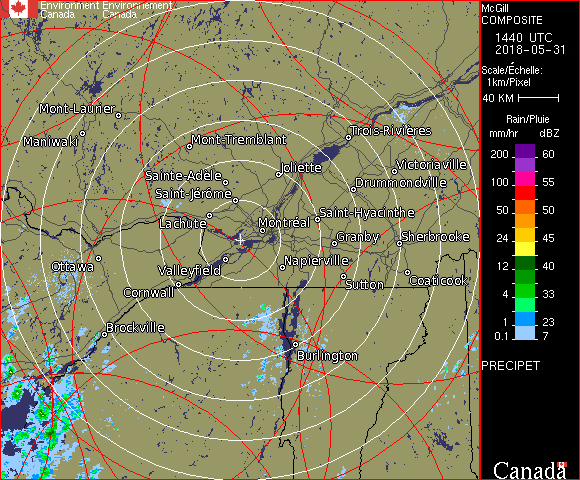 Environment Environnement
Canada Canada
McGill
COMPOSITE
1440 UTC
2018-05-31
Scale/Échelle:
1km/Pixel
40 KM
Rain/Pluie
mm/hr dBZ
200 60
100 55
50 50
24 45
12 40
4 33
1 23
0.1 7
PRECIPET
Canada
Mont-Laurier
Maniwaki
Mont-Tremblant
Trois-Rivières
Joliette
Victoriaville
Sainte-Adèle
Drummondville
Saint-Jérôme
Lachute
Saint-Hyacinthe
Montréal
Granby
Sherbrooke
Ottawa
Valleyfield
Napierville
Sutton
Coaticook
Cornwall
Brockville
Burlington